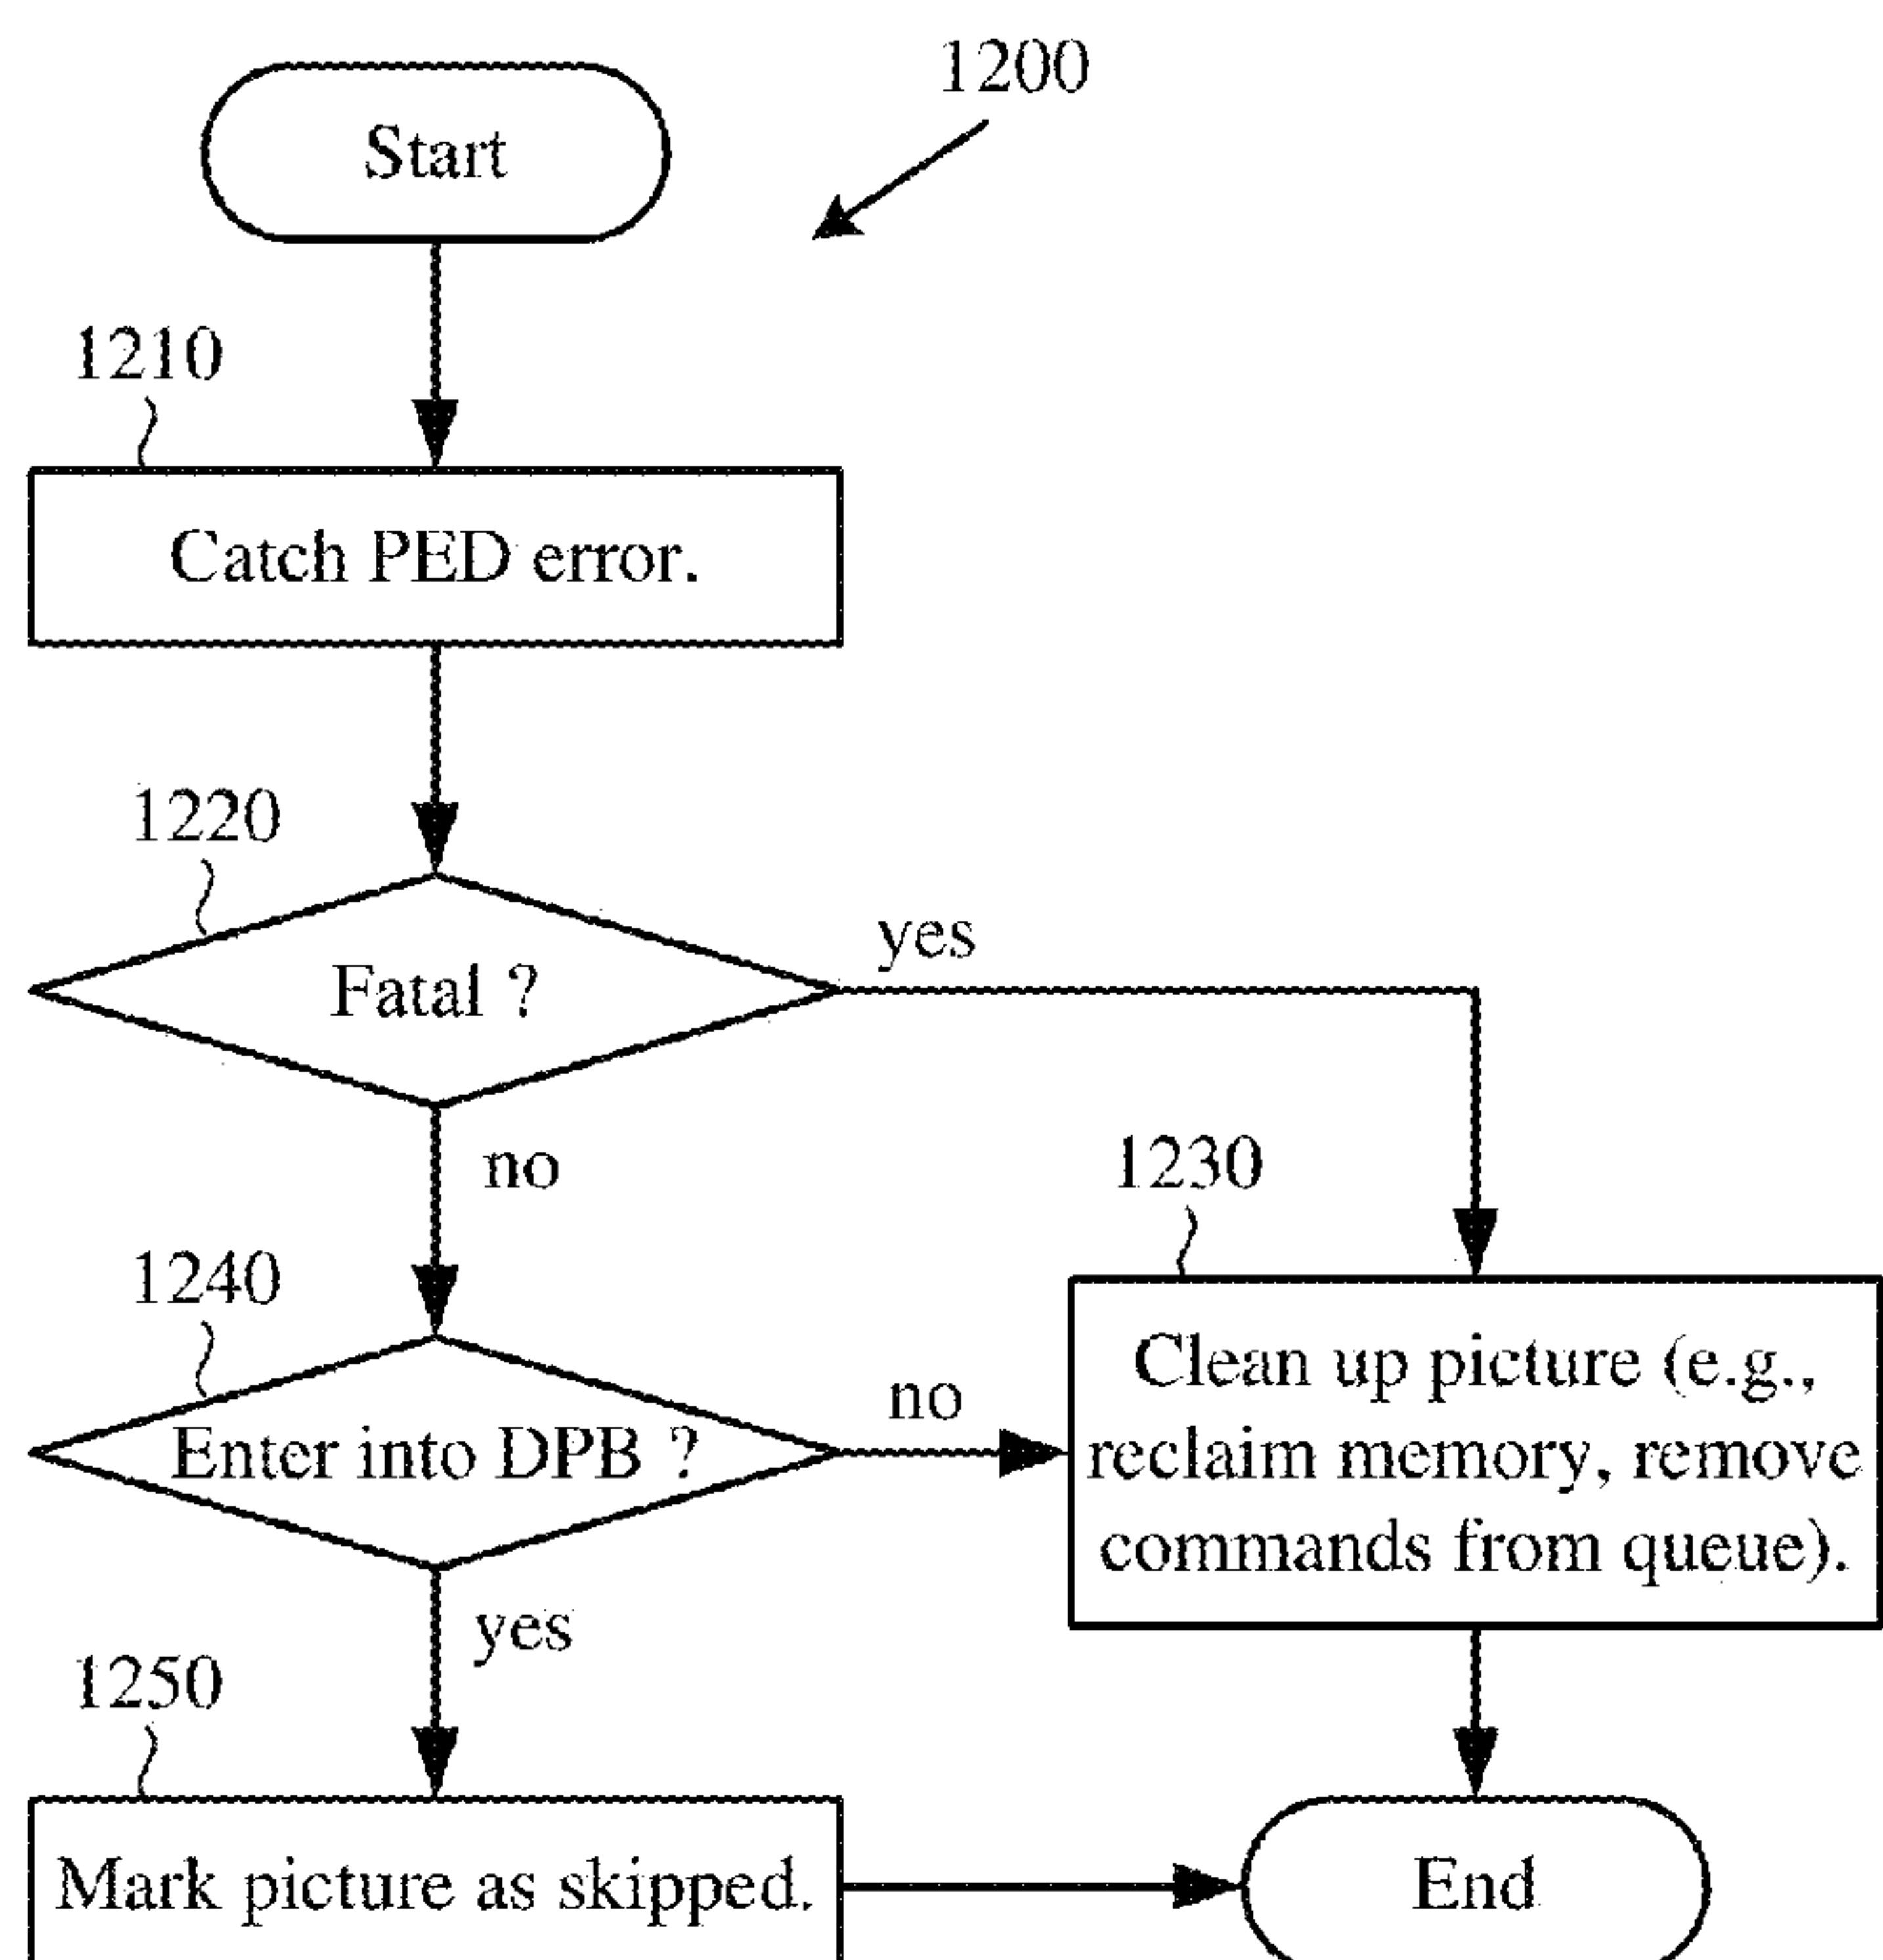 1200
Start
1210
Catch PED error.
1220
Fatal ?
yes
no
1230
1240
Enter into DPB ?
no
Clean up picture (e.g.,
reclaim memory, remove
commands from queue).
yes
1250
Mark picture as skipped.
End